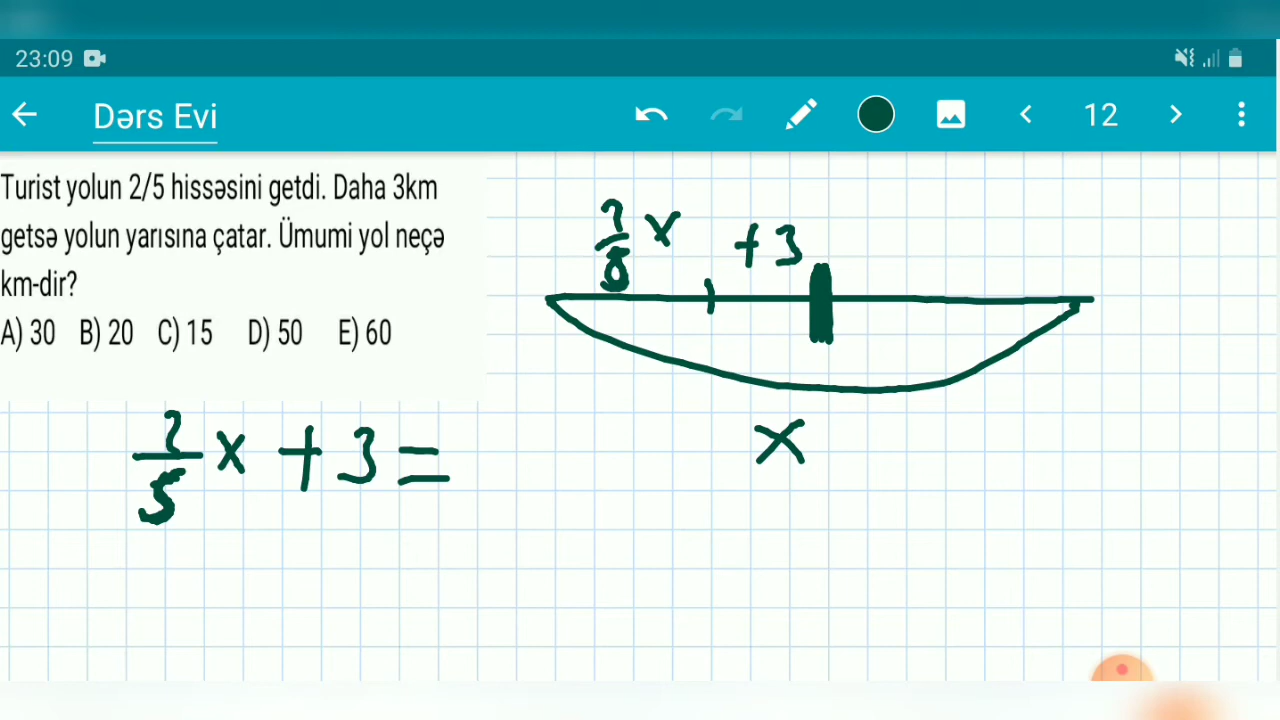 23:09
Dərs Evi
12
Turist yolun 2/5 hissəsini getdi. Daha 3km
getsə yolun yarısına çatar. Ümumi yol neçə
km-dir?
A) 30 B) 20 C) 15 D) 50 E) 60
2/5 x + 3
x
2/5 x + 3 =